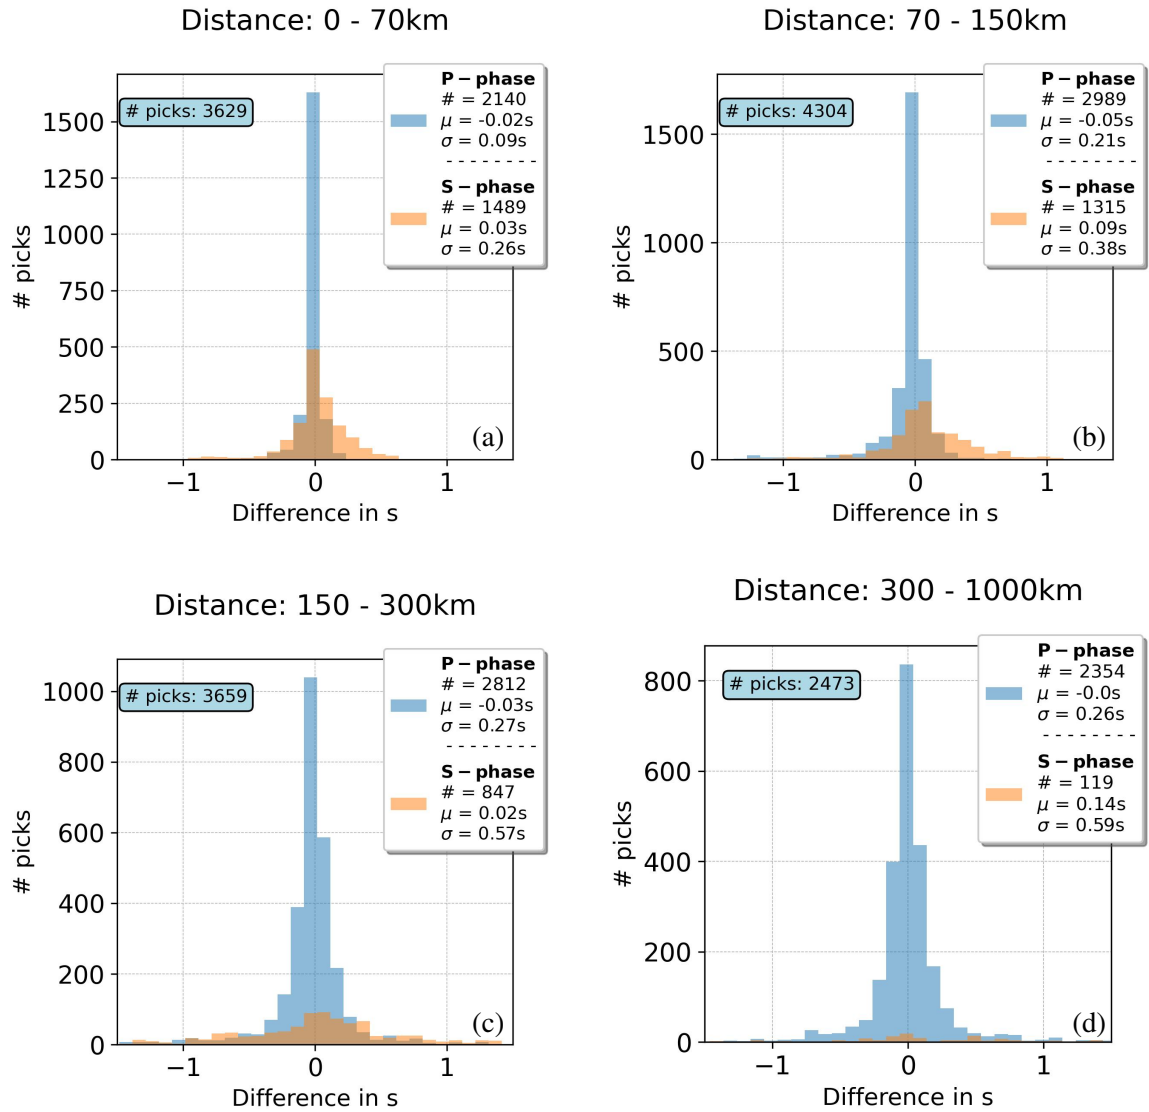 Distance: 0 - 70km
# picks: 3629
P − phase
# = 2140
μ = -0.02s
σ = 0.09s
- - - - - - - -
S − phase
# = 1489
μ = 0.03s
σ = 0.26s
1500
1250
1000
750
500
250
0
# picks
(a)
−1 0 1
Difference in s
Distance: 70 - 150km
# picks: 4304
P − phase
# = 2989
μ = -0.05s
σ = 0.21s
- - - - - - - -
S − phase
# = 1315
μ = 0.09s
σ = 0.38s
1500
1000
500
0
# picks
(b)
−1 0 1
Difference in s
Distance: 150 - 300km
# picks: 3659
P − phase
# = 2812
μ = -0.03s
σ = 0.27s
- - - - - - - -
S − phase
# = 847
μ = 0.02s
σ = 0.57s
1000
800
600
400
200
0
# picks
(c)
−1 0 1
Difference in s
Distance: 300 - 1000km
# picks: 2473
P − phase
# = 2354
μ = -0.0s
σ = 0.26s
- - - - - - - -
S − phase
# = 119
μ = 0.14s
σ = 0.59s
800
600
400
200
0
# picks
(d)
−1 0 1
Difference in s